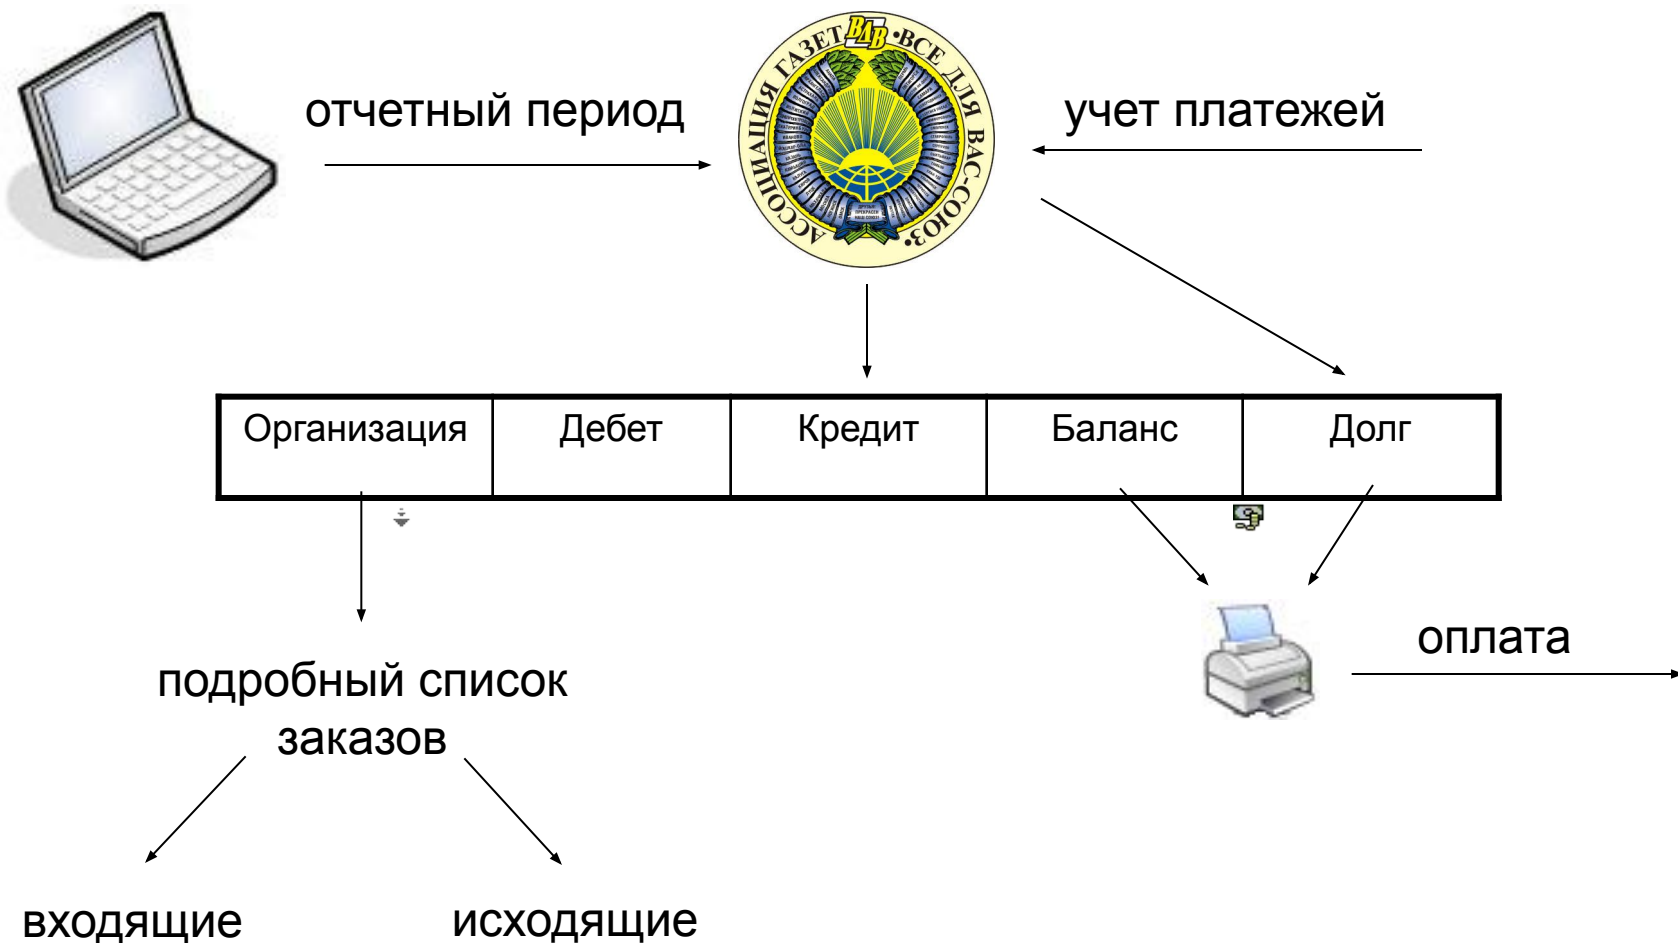 АССОЦИАЦИЯ ГАЗЕТ ВДВ •ВСЕ ДЛЯ ВАС-СОЮЗ•
отчетный период
учет платежей
Организация Дебет Кредит Баланс Долг
оплата
подробный список
заказов
входящие исходящие